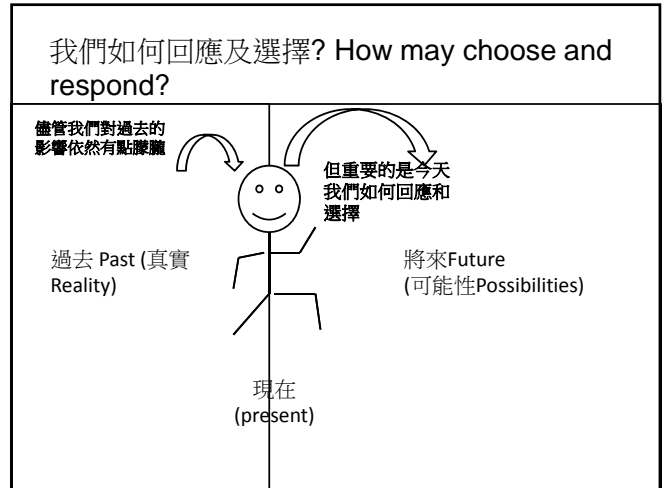 我們如何回應及選擇? How may choose and
respond?
儘管我們對過去的
影響依然有點朦朧
但重要的是今天
我們如何回應和
選擇
過去 Past (真實
Reality)
將來Future
(可能性Possibilities)
現在
(present)